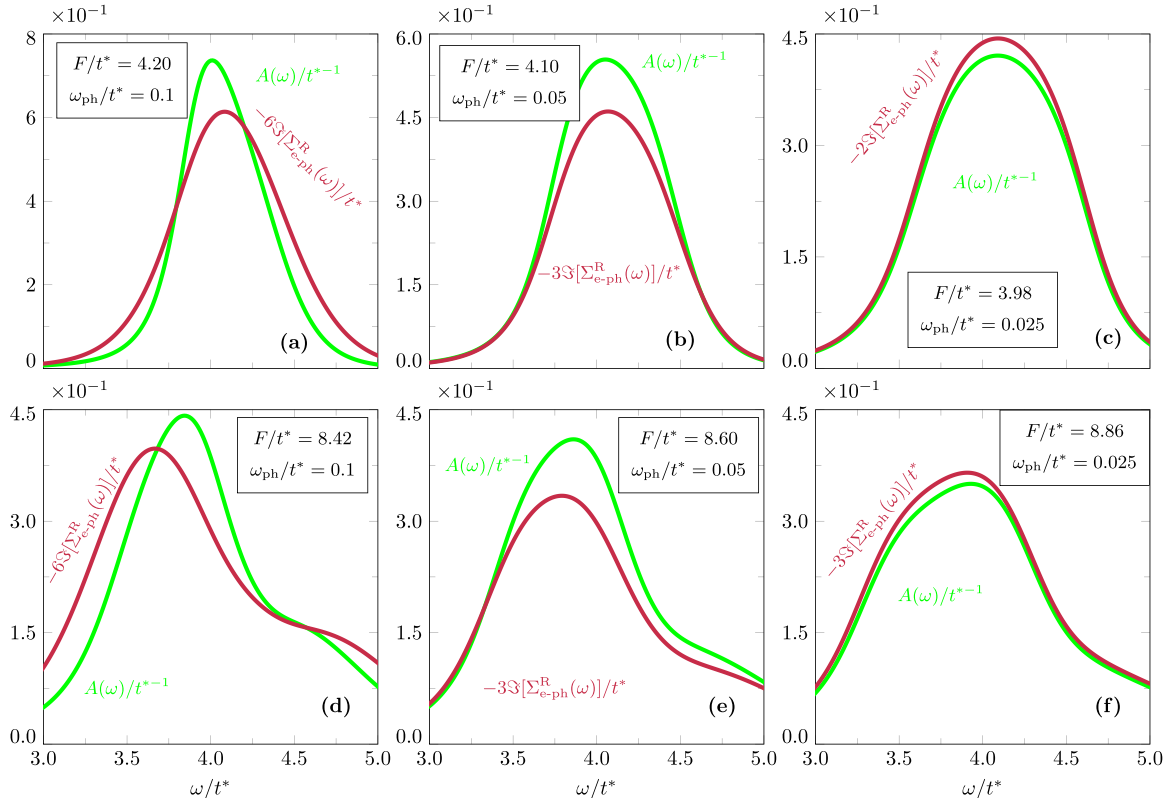 ×10⁻¹
8
6
4
2
0
F/t* = 4.20
ω_ph/t* = 0.1
A(ω)/t*⁻¹
−6ℑ[Σ^R_e-ph(ω)]/t*
(a)
×10⁻¹
6.0
4.5
3.0
1.5
0.0
F/t* = 4.10
ω_ph/t* = 0.05
A(ω)/t*⁻¹
−3ℑ[Σ^R_e-ph(ω)]/t*
(b)
×10⁻¹
4.5
3.0
1.5
0.0
−2ℑ[Σ^R_e-ph(ω)]/t*
A(ω)/t*⁻¹
F/t* = 3.98
ω_ph/t* = 0.025
(c)
×10⁻¹
4.5
3.0
1.5
0.0
F/t* = 8.42
ω_ph/t* = 0.1
−6ℑ[Σ^R_e-ph(ω)]/t*
A(ω)/t*⁻¹
(d)
3.0
3.5
4.0
4.5
5.0
ω/t*
×10⁻¹
4.5
3.0
1.5
0.0
F/t* = 8.60
ω_ph/t* = 0.05
A(ω)/t*⁻¹
−3ℑ[Σ^R_e-ph(ω)]/t*
(e)
3.0
3.5
4.0
4.5
5.0
ω/t*
×10⁻¹
4.5
3.0
1.5
0.0
F/t* = 8.86
ω_ph/t* = 0.025
−3ℑ[Σ^R_e-ph(ω)]/t*
A(ω)/t*⁻¹
(f)
3.0
3.5
4.0
4.5
5.0
ω/t*